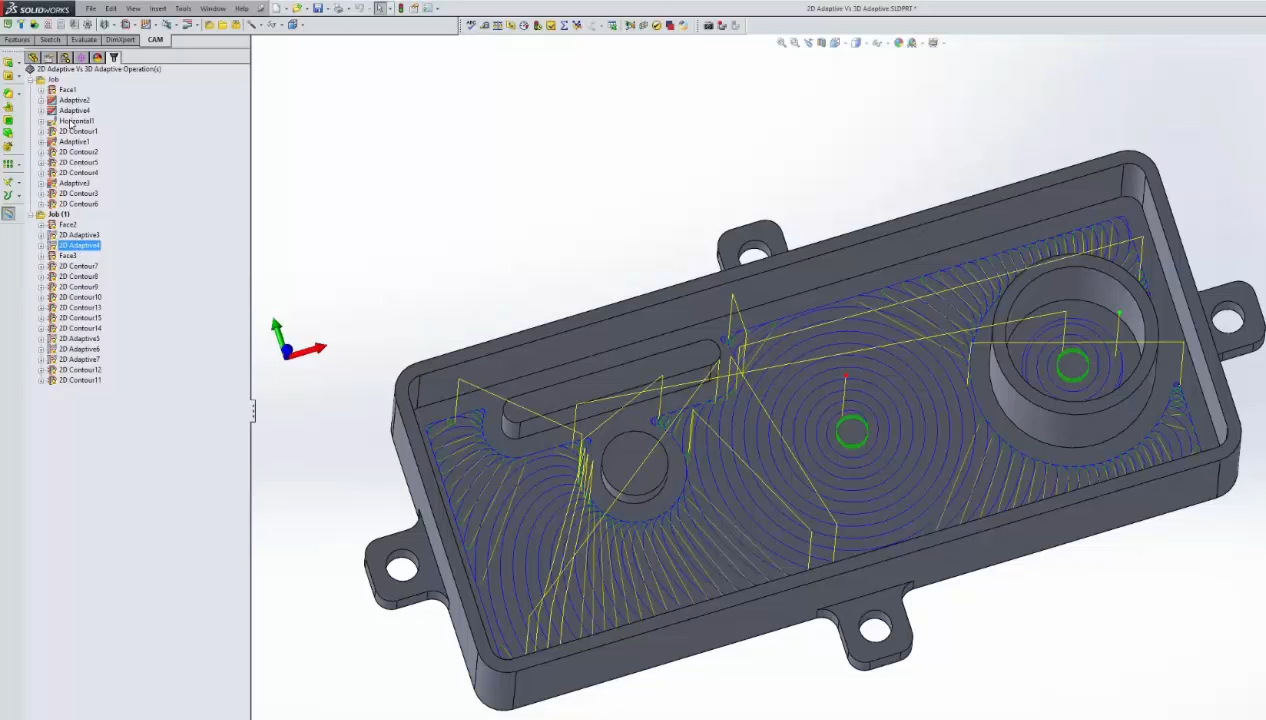 SOLIDWORKS File Edit View Insert Tools Window Help 2D Adaptive Vs 3D Adaptive.SLDPRT *
Features Sketch Evaluate DimXpert CAM
2D Adaptive Vs 3D Adaptive Operation(s)
Job
Face1
Adaptive2
Adaptive4
Horizontal1
2D Contour1
Adaptive1
2D Contour2
2D Contour5
2D Contour4
Adaptive3
2D Contour3
2D Contour6
Job (1)
Face2
2D Adaptive3
2D Adaptive4
Face3
2D Contour7
2D Contour8
2D Contour9
2D Contour10
2D Contour13
2D Contour15
2D Contour14
2D Adaptive5
2D Adaptive6
2D Adaptive7
2D Contour12
2D Contour11